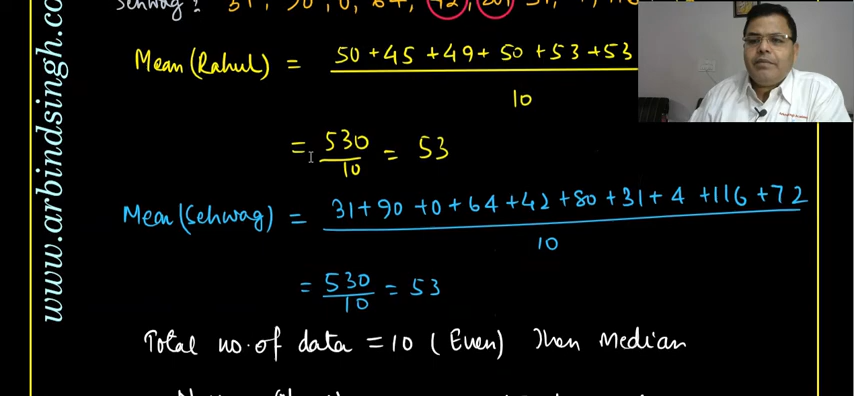 www.arbindsingh.
Sehwag :
Mean (Rahul) = 50 + 45 + 49 + 50 + 53 + 53
10
= 530/10 = 53
Mean (Sehwag) = 31 + 90 + 0 + 64 + 42 + 80 + 31 + 4 + 116 + 72
10
= 530/10 = 53
Total no. of data = 10 (Even) Then Median